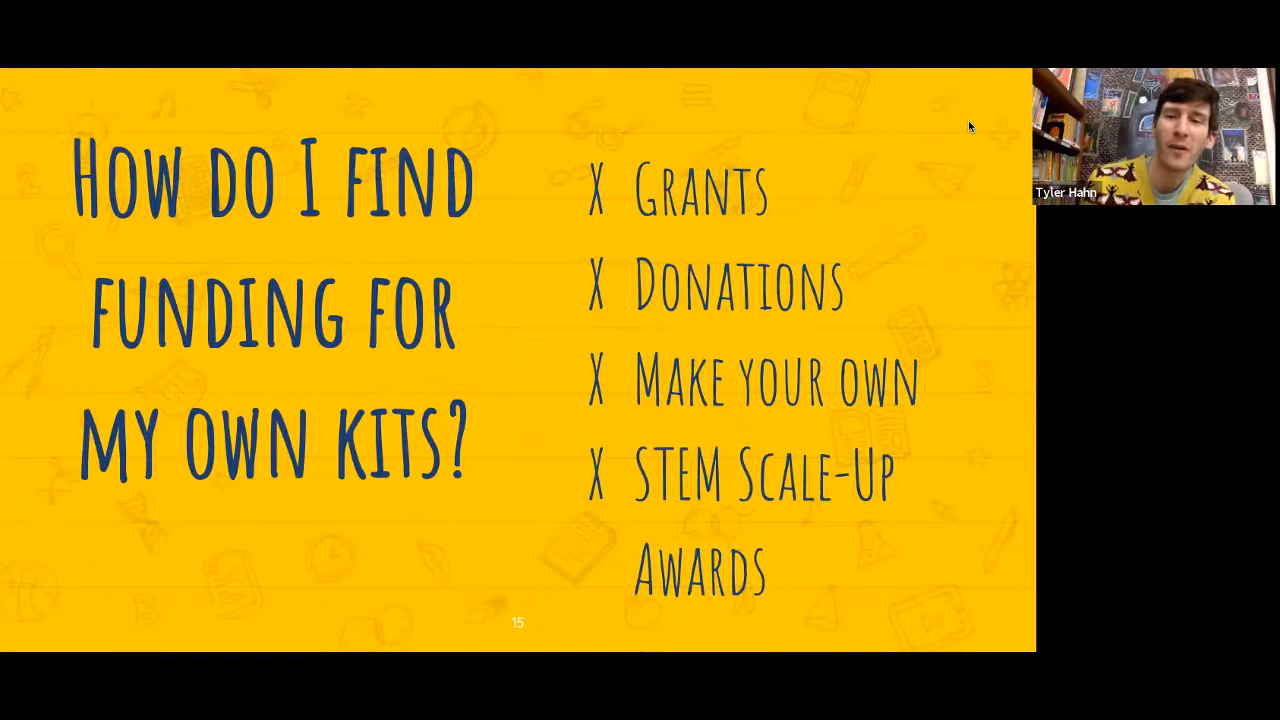 How do I find
funding for
my own kits?
X Grants
X Donations
X Make your own
X STEM Scale-Up
Awards
15
Tyler Hahn